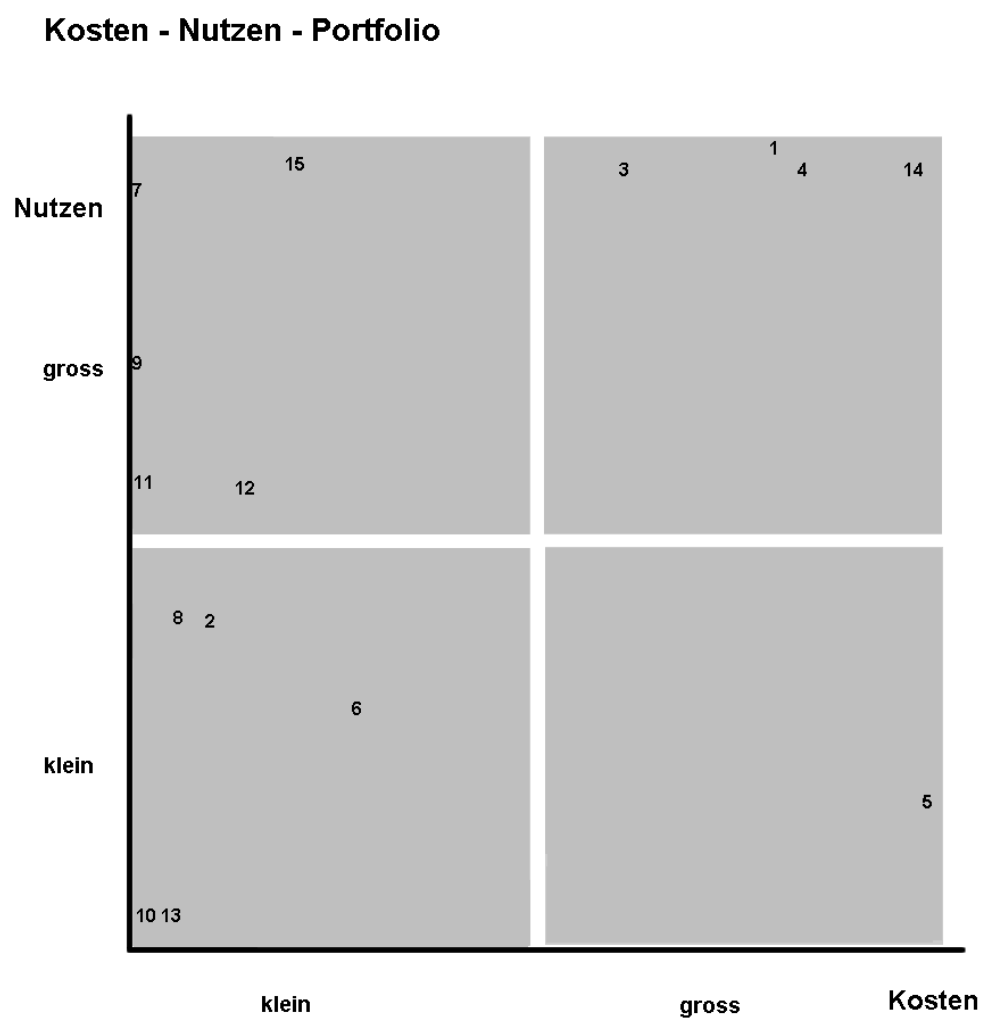 Kosten - Nutzen - Portfolio
1
15
3
4
14
7
Nutzen
9
gross
11
12
8
2
6
klein
5
10 13
klein
gross
Kosten